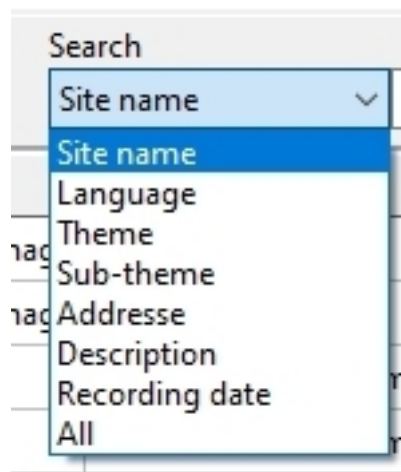 Search
Site name
Site name
Language
Theme
Sub-theme
Addresse
Description
Recording date
All